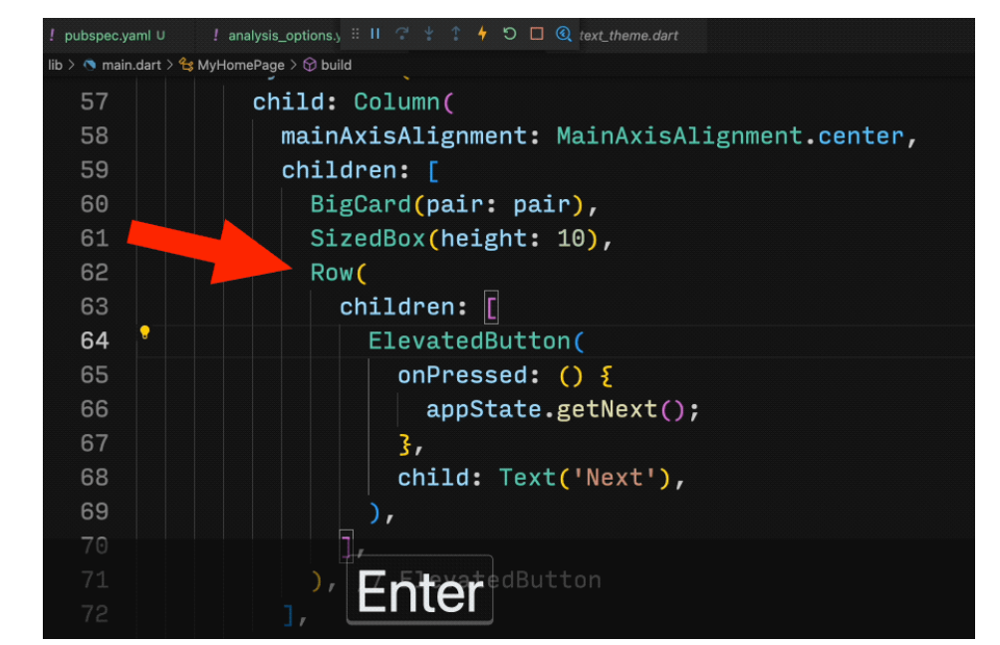 ! pubspec.yaml U ! analysis_options.y text_theme.dart
lib > main.dart > MyHomePage > build
57 child: Column(
58 mainAxisAlignment: MainAxisAlignment.center,
59 children: [
60 BigCard(pair: pair),
61 SizedBox(height: 10),
62 Row(
63 children: [
64 ElevatedButton(
65 onPressed: () {
66 appState.getNext();
67 },
68 child: Text('Next'),
69 ),
70 ],
71 ), // ElevatedButton
72 ],
Enter